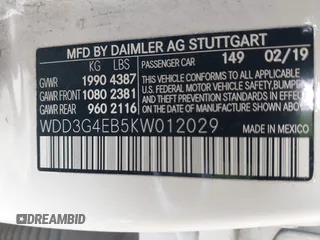 MFD BY DAIMLER AG STUTTGART
KG LBS PASSENGER CAR 149 02/19
GVWR 1990 4387 THIS VEHICLE CONFORMS TO ALL APPLICABLE
GAWR FRONT 1080 2381 U.S. FEDERAL MOTOR VEHICLE SAFETY, BUMPER
GAWR REAR 960 2116 AND THEFT PREVENTION STANDARDS IN EFFECT ON THE DATE OF MANUFACTURE SHOWN ABOVE.
WDD3G4EB5KW012029
MADE IN MEXICO
DREAMBID